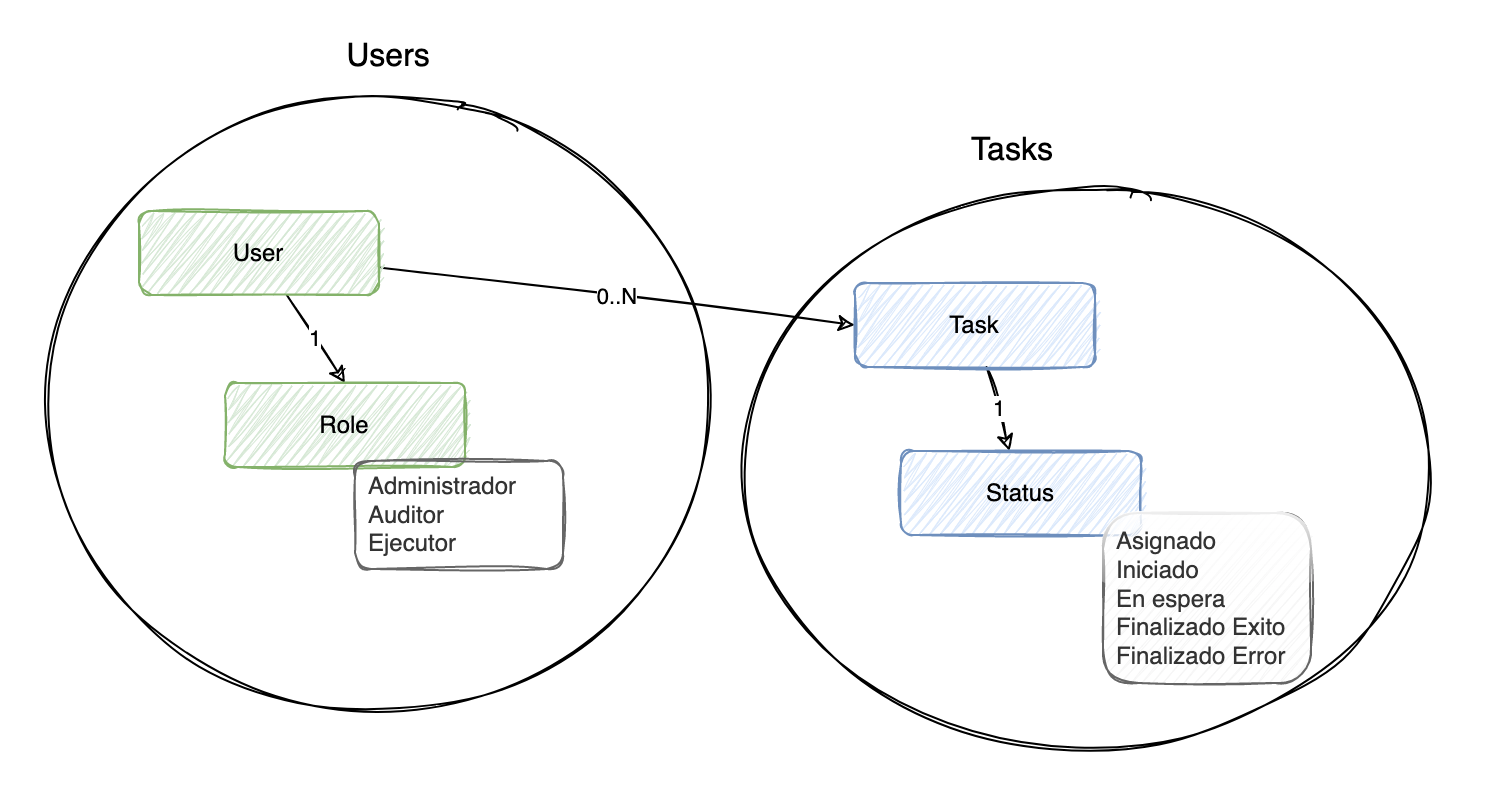 Users
Tasks
User
0..N
Task
1
Role
1
Administrador
Auditor
Ejecutor
Status
Asignado
Iniciado
En espera
Finalizado Exito
Finalizado Error